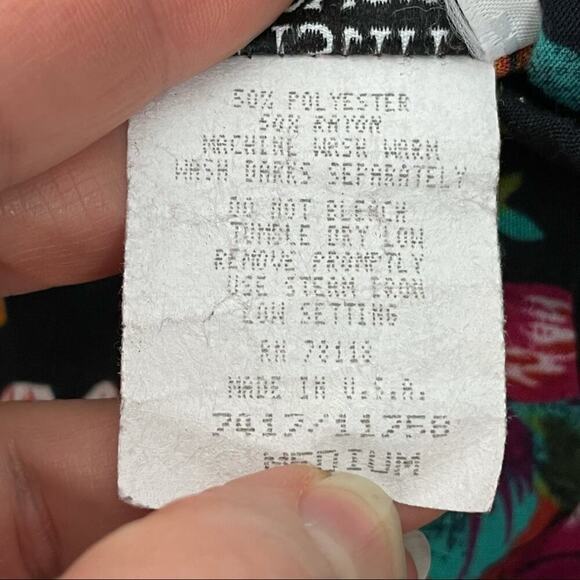 50% POLYESTER
50% RAYON
MACHINE WASH WARM
WASH DARKS SEPARATELY
DO NOT BLEACH
TUMBLE DRY LOW
REMOVE PROMPTLY
USE STEAM IRON
LOW SETTING
RN 78118
MADE IN U.S.A.
7417/11758
MEDIUM